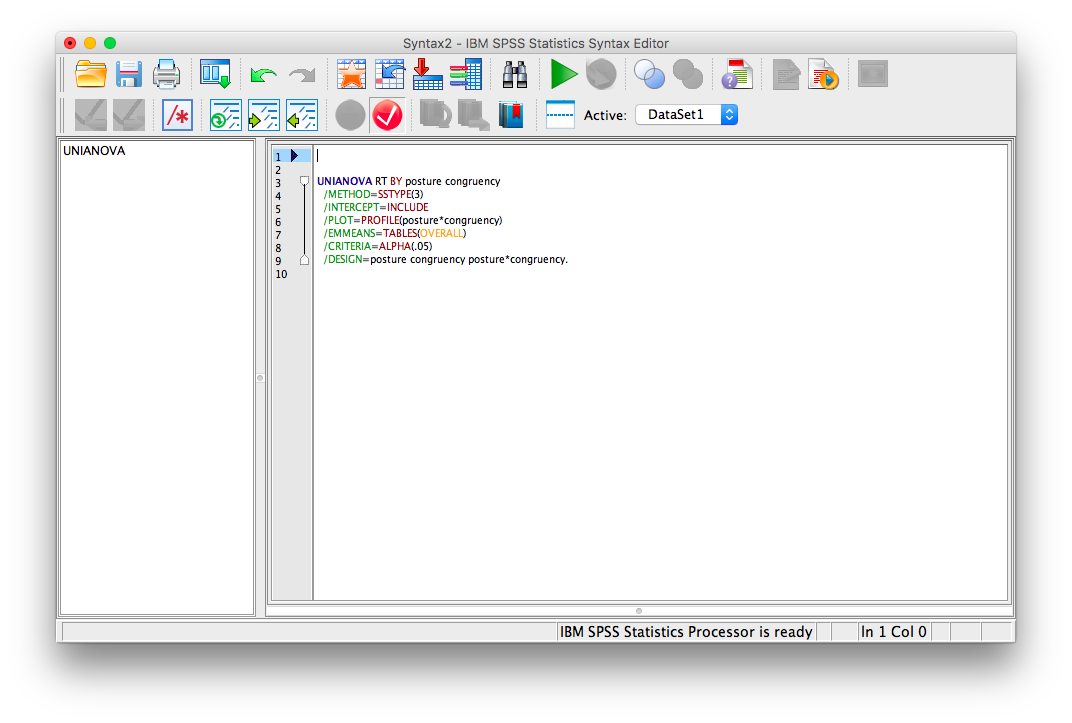 Syntax2 - IBM SPSS Statistics Syntax Editor
/*
Active: DataSet1
UNIANOVA
1
2
3 UNIANOVA RT BY posture congruency
4 /METHOD=SSTYPE(3)
5 /INTERCEPT=INCLUDE
6 /PLOT=PROFILE(posture*congruency)
7 /EMMEANS=TABLES(OVERALL)
8 /CRITERIA=ALPHA(.05)
9 /DESIGN=posture congruency posture*congruency.
10
IBM SPSS Statistics Processor is ready In 1 Col 0